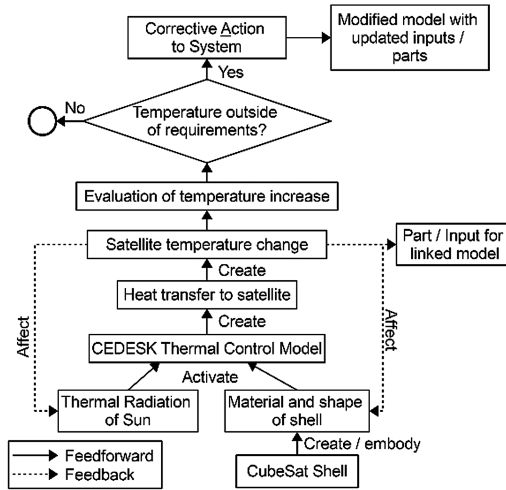 Corrective Action
to System
Modified model with
updated inputs /
parts
Yes
No
Temperature outside
of requirements?
Evaluation of temperature increase
Satellite temperature change
Part / Input for
linked model
Create
Heat transfer to satellite
Create
Affect
Affect
CEDESK Thermal Control Model
Activate
Thermal Radiation
of Sun
Material and shape
of shell
Create / embody
CubeSat Shell
Feedforward
Feedback